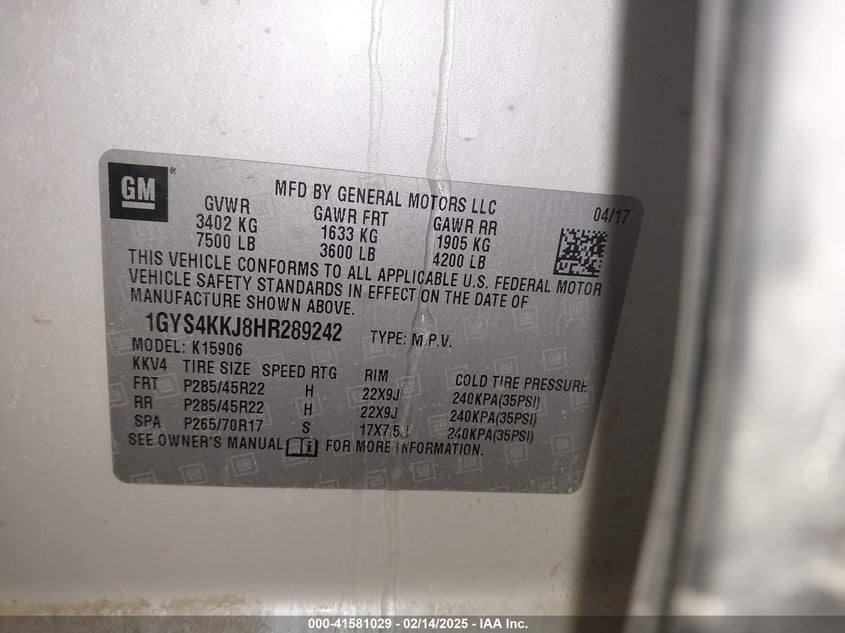 GM ®
MFD BY GENERAL MOTORS LLC
04/17
GVWR GAWR FRT GAWR RR
3402 KG 1633 KG 1905 KG
7500 LB 3600 LB 4200 LB
THIS VEHICLE CONFORMS TO ALL APPLICABLE U.S. FEDERAL MOTOR
VEHICLE SAFETY STANDARDS IN EFFECT ON THE DATE OF
MANUFACTURE SHOWN ABOVE.
1GYS4KKJ8HR289242 TYPE: M.P.V.
MODEL: K15906
KKV4 TIRE SIZE SPEED RTG RIM COLD TIRE PRESSURE
FRT P285/45R22 H 22X9J 240KPA(35PSI)
RR P285/45R22 H 22X9J 240KPA(35PSI)
SPA P265/70R17 S 17X7.5J 240KPA(35PSI)
SEE OWNER'S MANUAL FOR MORE INFORMATION.
000-41581029 — 02/14/2025 — IAA Inc.